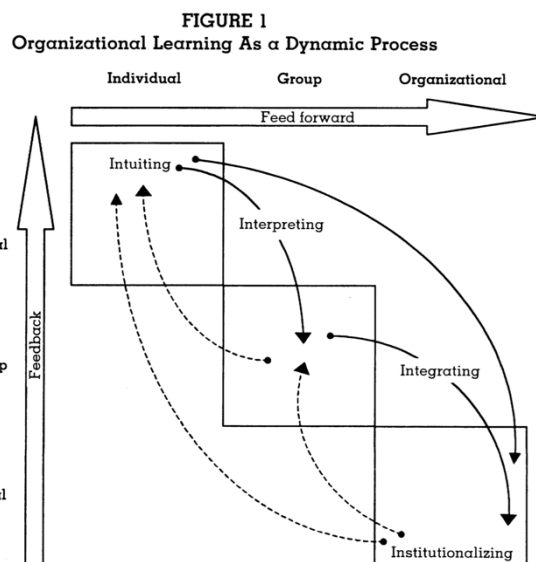 FIGURE 1
Organizational Learning As a Dynamic Process
Individual Group Organizational
Feed forward
Intuiting
Interpreting
Feedback
Integrating
Institutionalizing